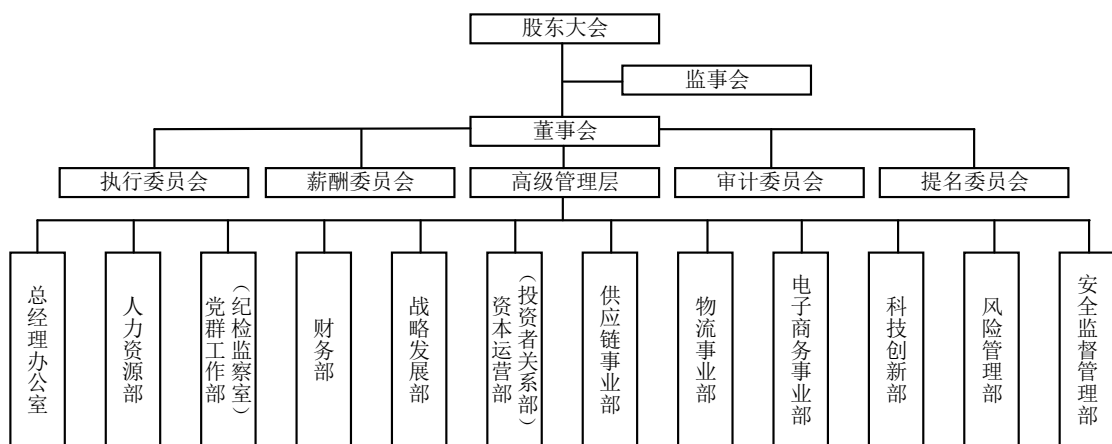 股东大会
监事会
董事会
执行委员会
薪酬委员会
高级管理层
审计委员会
提名委员会
总经理办公室
人力资源部
党群工作部
（纪检监察室）
财务部
战略发展部
资本运营部
（投资者关系部）
供应链事业部
物流事业部
电子商务事业部
科技创新部
风险管理部
安全监督管理部